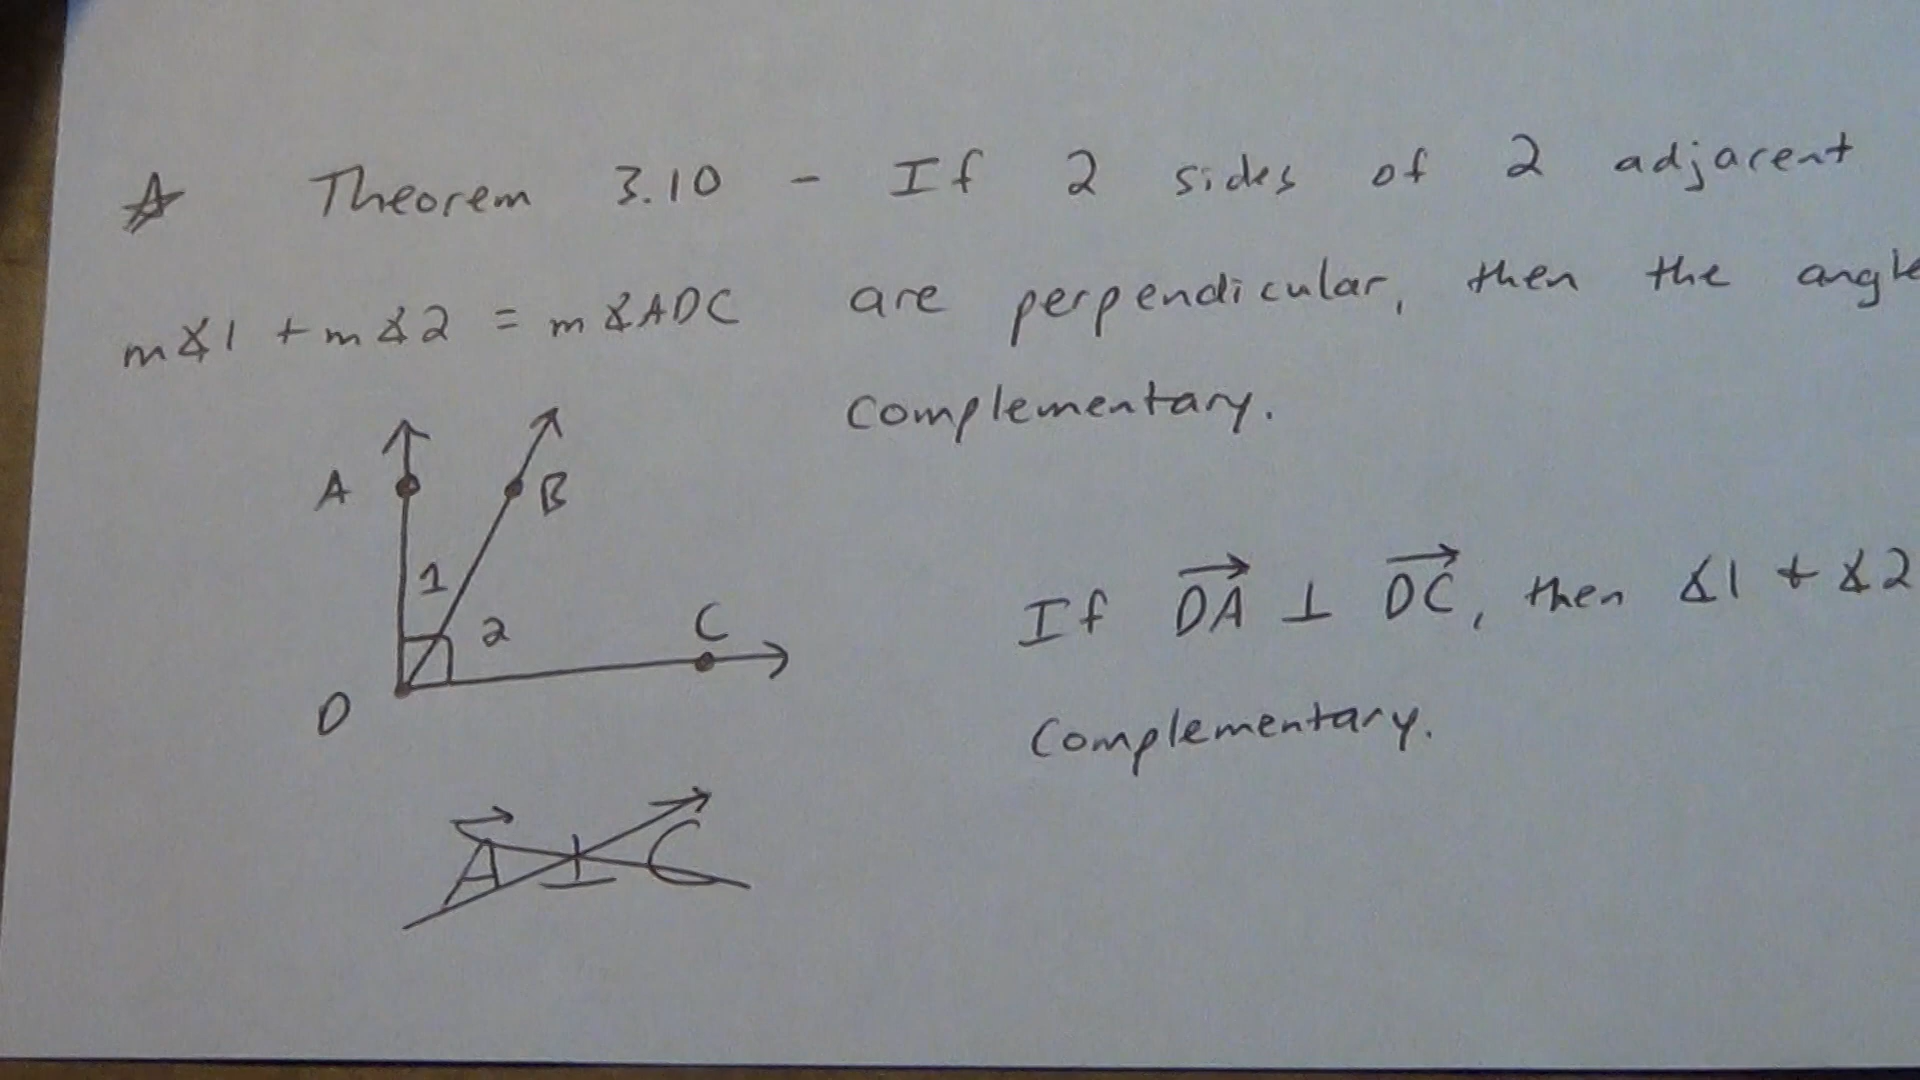 Theorem 3.10 - If 2 sides of 2 adjacent
are perpendicular, then the angle
complementary.
m∡1 + m∡2 = m∡ADC
A
B
1
2
C
D
If DA ⊥ DC, then ∡1 + ∡2
complementary.
A ⊥ C